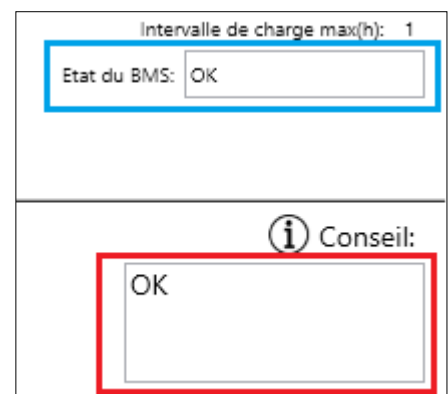 Intervalle de charge max(h): 1
Etat du BMS: OK
Conseil:
OK